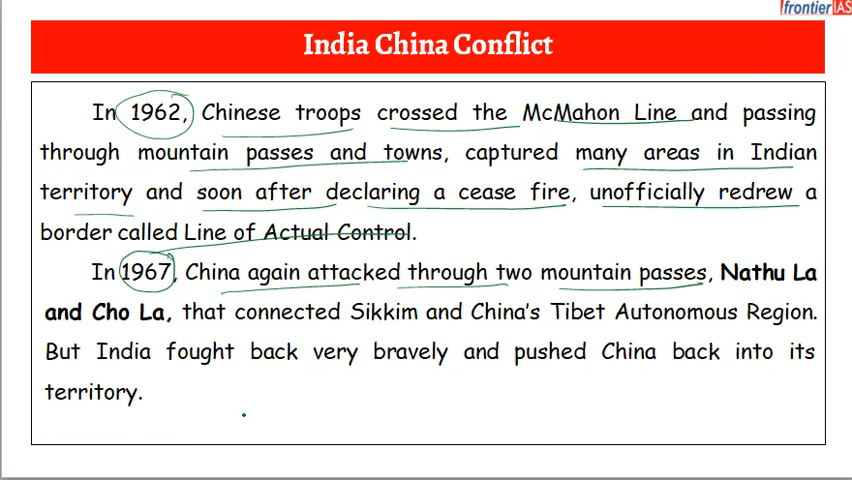 frontierIAS
India China Conflict
In 1962, Chinese troops crossed the McMahon Line and passing
through mountain passes and towns, captured many areas in Indian
territory and soon after declaring a cease fire, unofficially redrew a
border called Line of Actual Control.
In 1967, China again attacked through two mountain passes, Nathu La
and Cho La, that connected Sikkim and China's Tibet Autonomous Region.
But India fought back very bravely and pushed China back into its
territory.